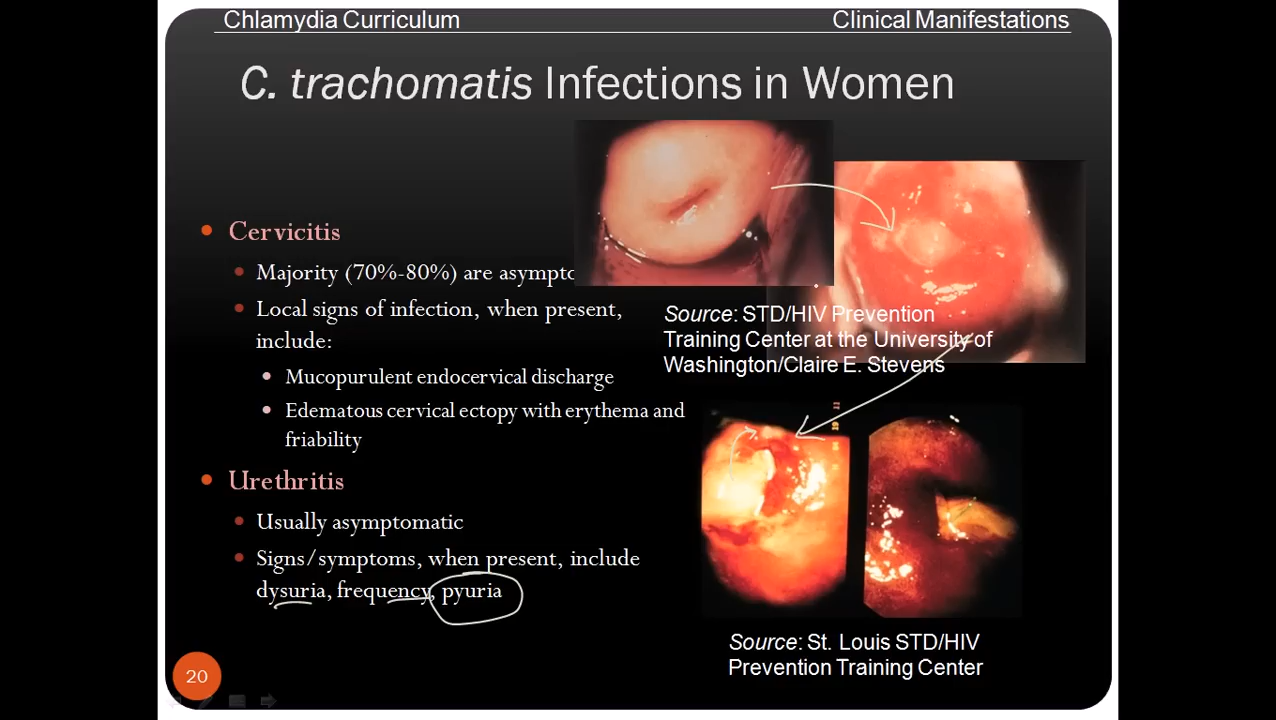 Chlamydia Curriculum
Clinical Manifestations
C. trachomatis Infections in Women
Cervicitis
Majority (70%-80%) are asympto
Local signs of infection, when present,
include:
Mucopurulent endocervical discharge
Edematous cervical ectopy with erythema and
friability
Urethritis
Usually asymptomatic
Signs/symptoms, when present, include
dysuria, frequency, pyuria
Source: STD/HIV Prevention
Training Center at the University of
Washington/Claire E. Stevens
Source: St. Louis STD/HIV
Prevention Training Center
20